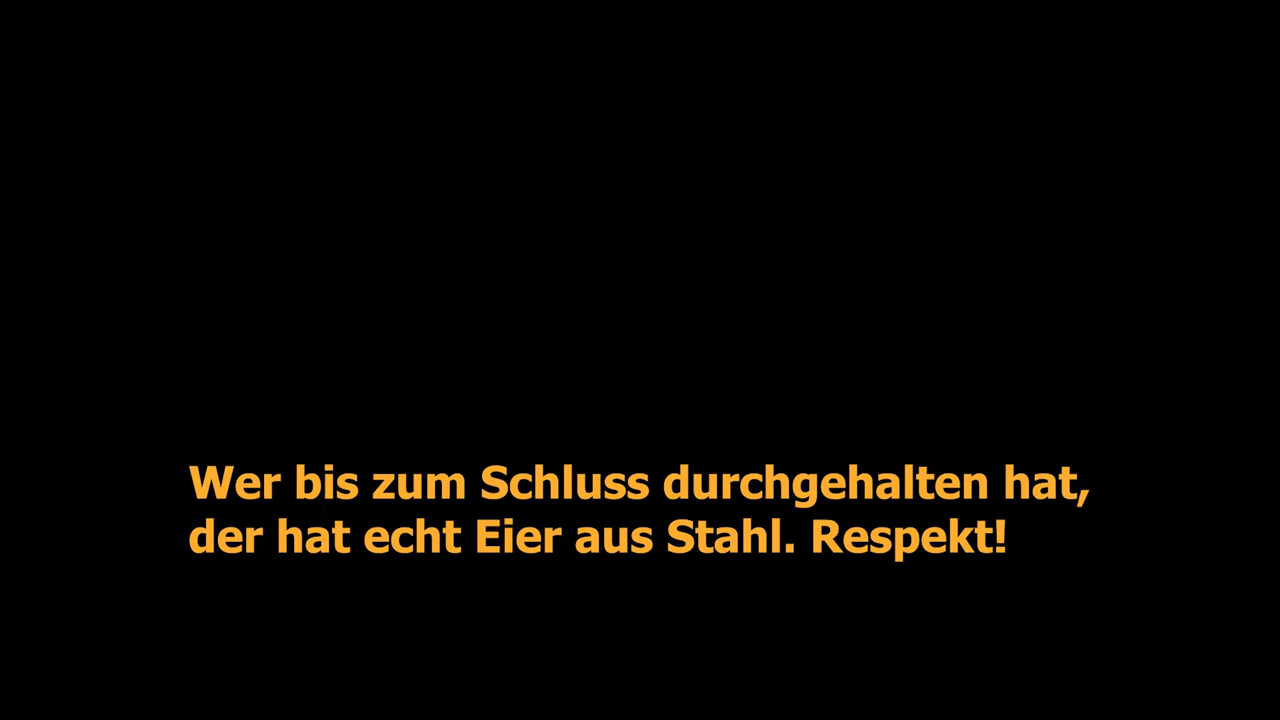 Wer bis zum Schluss durchgehalten hat,
der hat echt Eier aus Stahl. Respekt!